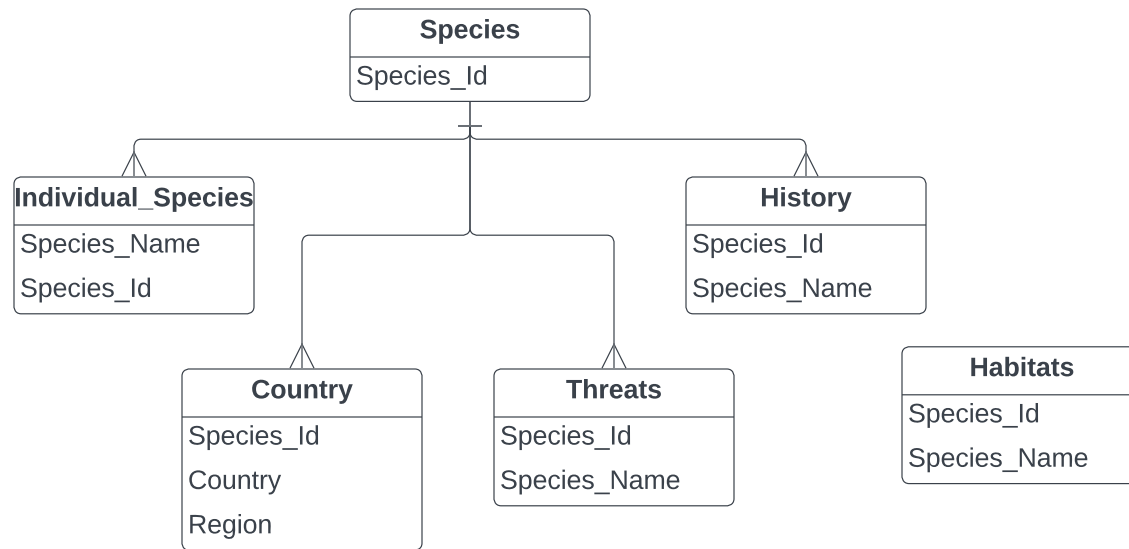 Species
Species_Id
Individual_Species
Species_Name
Species_Id
History
Species_Id
Species_Name
Country
Species_Id
Country
Region
Threats
Species_Id
Species_Name
Habitats
Species_Id
Species_Name